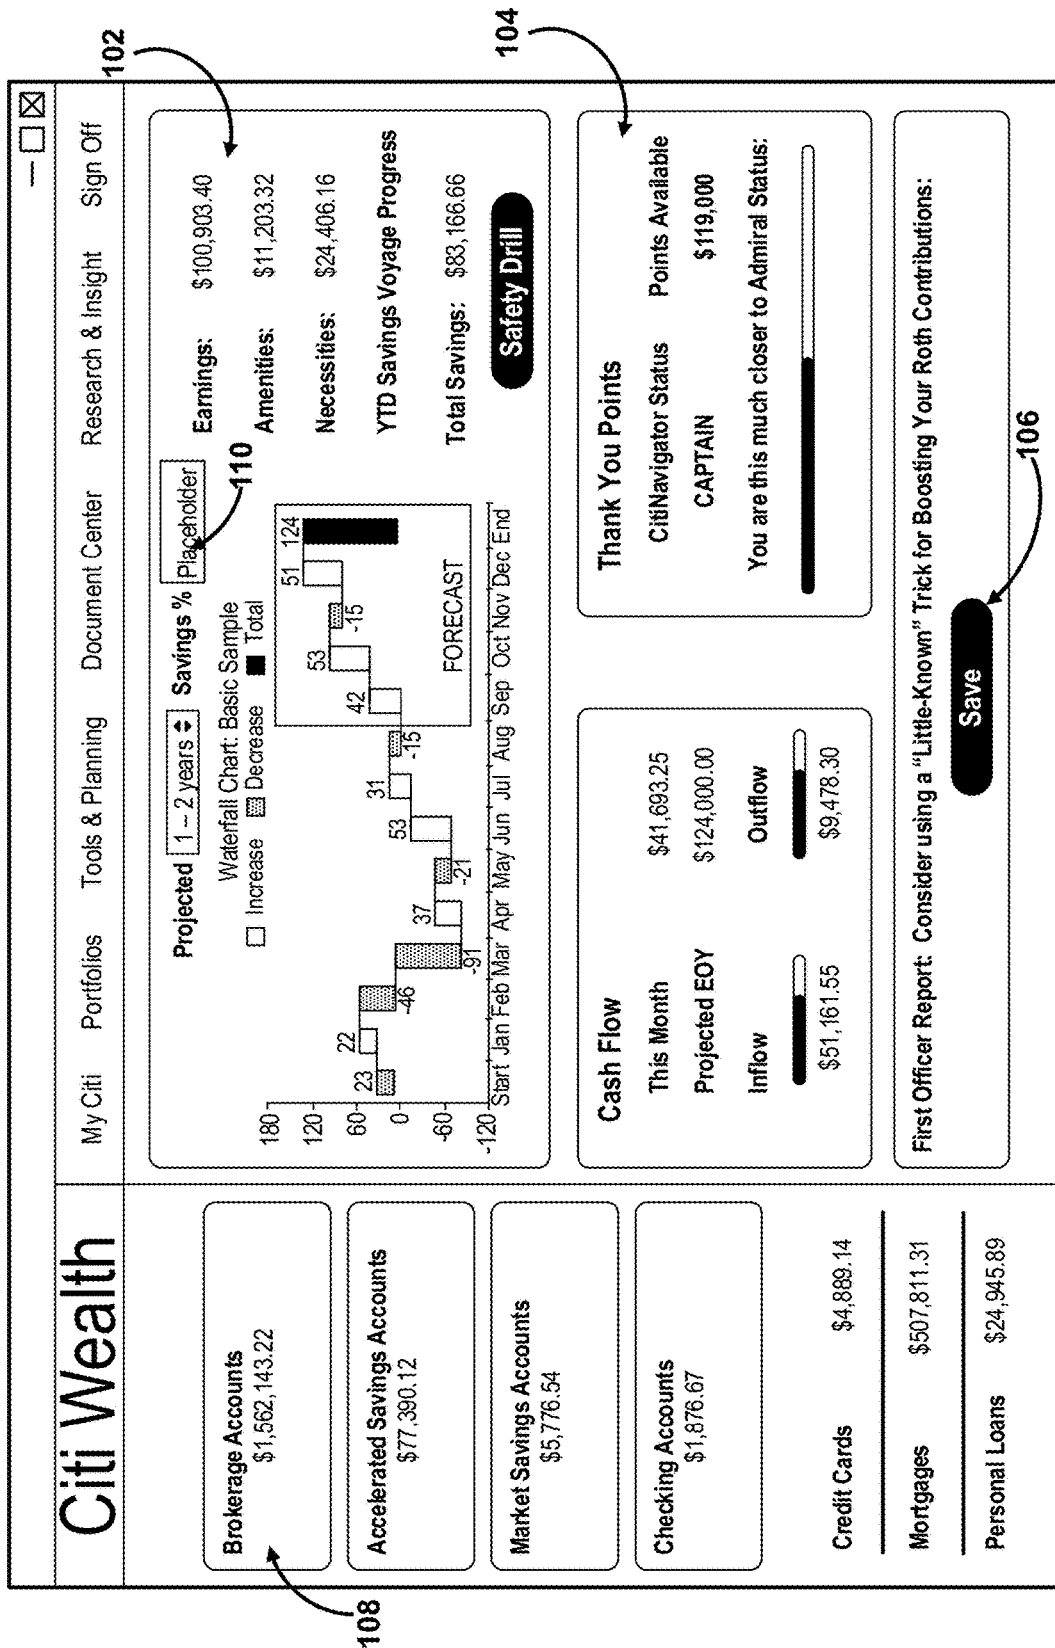 Citi Wealth
My Citi Portfolios Tools & Planning Document Center Research & Insight Sign Off
Brokerage Accounts
$1,562,143.22
Accelerated Savings Accounts
$77,390.12
Market Savings Accounts
$5,776.54
Checking Accounts
$1,876.67
Credit Cards $4,889.14
Mortgages $507,811.31
Personal Loans $24,945.89
108
Projected 1 – 2 years Savings % Placeholder
110
Waterfall Chart: Basic Sample
Increase Decrease Total
180
120
60
0
-60
-120
23 22 -46 -91 37 -21 53 31 -15 42 53 -15 51 124
FORECAST
Start Jan Feb Mar Apr May Jun Jul Aug Sep Oct Nov Dec End
Earnings: $100,903.40
Amenities: $11,203.32
Necessities: $24,406.16
YTD Savings Voyage Progress
Total Savings: $83,166.66
Safety Drill
102
Cash Flow
This Month $41,693.25
Projected EOY $124,000.00
Inflow Outflow
$51,161.55 $9,478.30
Thank You Points
CitiNavigator Status Points Available
CAPTAIN $119,000
You are this much closer to Admiral Status:
104
First Officer Report: Consider using a “Little-Known” Trick for Boosting Your Roth Contributions:
Save
106